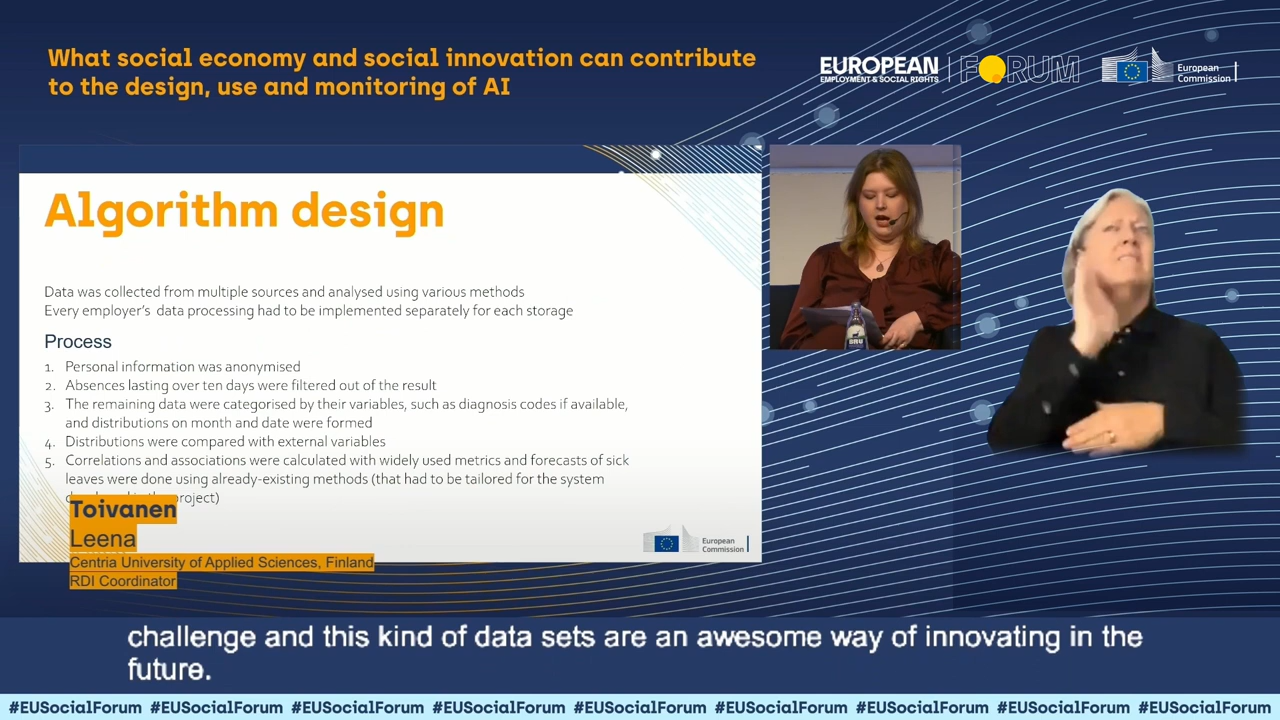 What social economy and social innovation can contribute
to the design, use and monitoring of AI
EUROPEAN
EMPLOYMENT & SOCIAL RIGHTS
FORUM
European
Commission
Algorithm design
Data was collected from multiple sources and analysed using various methods
Every employer's data processing had to be implemented separately for each storage
Process
1. Personal information was anonymised
2. Absences lasting over ten days were filtered out of the result
3. The remaining data were categorised by their variables, such as diagnosis codes if available,
and distributions on month and date were formed
4. Distributions were compared with external variables
5. Correlations and associations were calculated with widely used metrics and forecasts of sick
leaves were done using already-existing methods (that had to be tailored for the system
project)
Toivanen
Leena
Centria University of Applied Sciences, Finland
RDI Coordinator
European
Commission
BRU
challenge and this kind of data sets are an awesome way of innovating in the
future.
#EUSocialForum #EUSocialForum #EUSocialForum #EUSocialForum #EUSocialForum #EUSocialForum #EUSocialForum #EUSocialForum #EUSocialForum